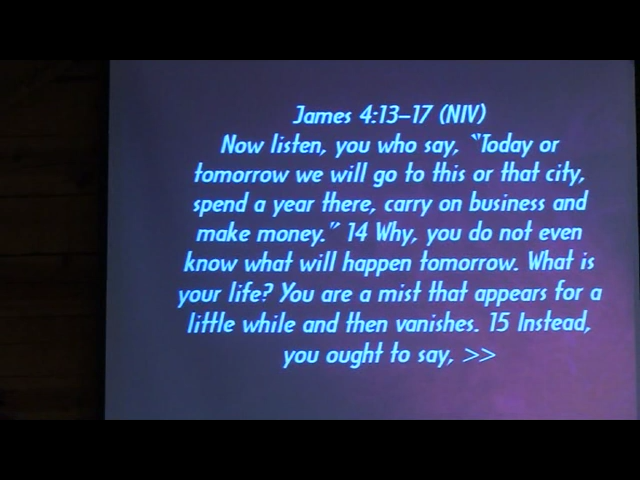 James 4:13–17 (NIV)
Now listen, you who say, "Today or
tomorrow we will go to this or that city,
spend a year there, carry on business and
make money." 14 Why, you do not even
know what will happen tomorrow. What is
your life? You are a mist that appears for a
little while and then vanishes. 15 Instead,
you ought to say, >>